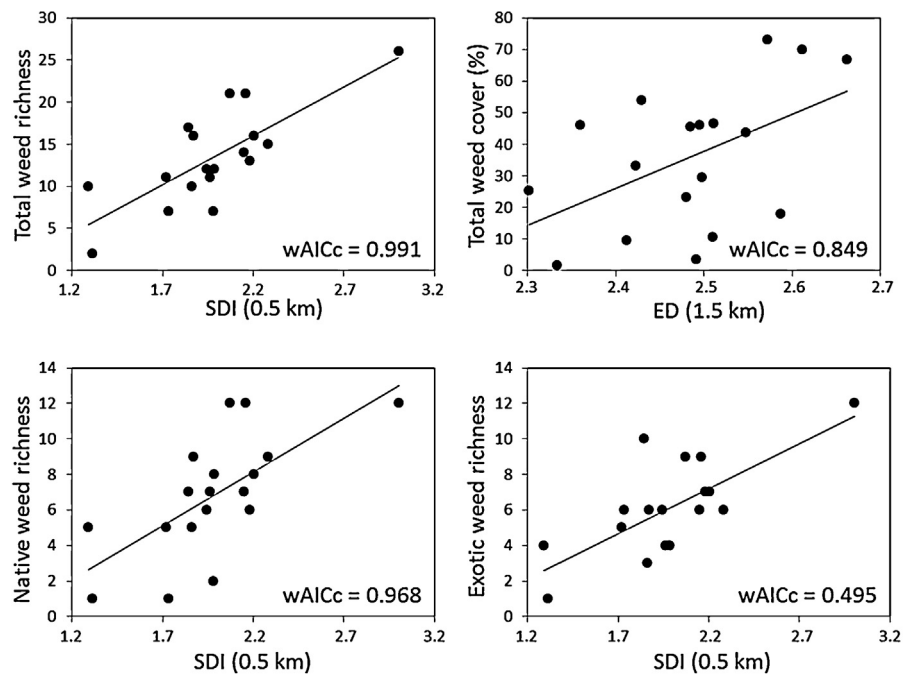 Total weed richness
30
25
20
15
10
5
0
wAICc = 0.991
1.2 1.7 2.2 2.7 3.2
SDI (0.5 km)
Total weed cover (%)
80
70
60
50
40
30
20
10
0
wAICc = 0.849
2.3 2.4 2.5 2.6 2.7
ED (1.5 km)
Native weed richness
14
12
10
8
6
4
2
0
wAICc = 0.968
1.2 1.7 2.2 2.7 3.2
SDI (0.5 km)
Exotic weed richness
14
12
10
8
6
4
2
0
wAICc = 0.495
1.2 1.7 2.2 2.7 3.2
SDI (0.5 km)